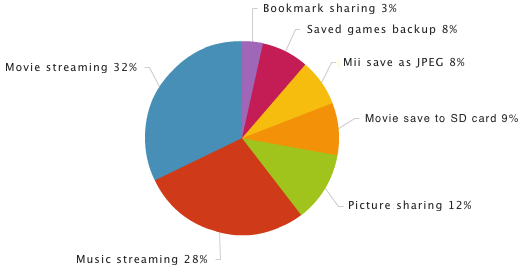 Bookmark sharing 3%
Saved games backup 8%
Mii save as JPEG 8%
Movie streaming 32%
Movie save to SD card 9%
Picture sharing 12%
Music streaming 28%